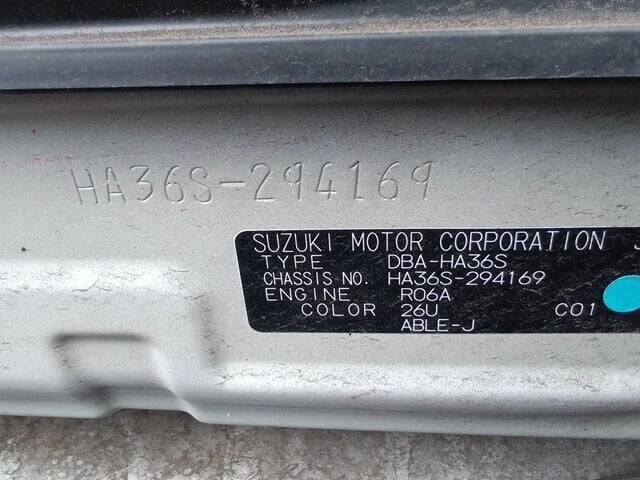 HA36S-294169
SUZUKI MOTOR CORPORATION J
TYPE DBA-HA36S
CHASSIS NO. HA36S-294169
ENGINE R06A
COLOR 26U C01
ABLE-J